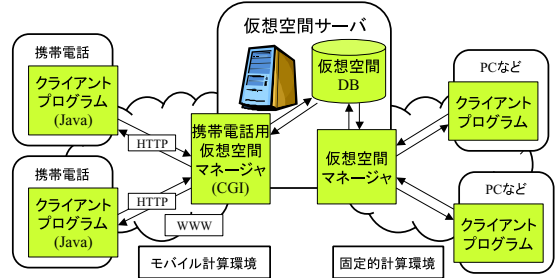 仮想空間サーバ
携帯電話
クライアント
プログラム
(Java)
HTTP
携帯電話
クライアント
プログラム
(Java)
HTTP
WWW
携帯電話用
仮想空間
マネージャ
(CGI)
仮想空間
DB
仮想空間
マネージャ
PCなど
クライアント
プログラム
PCなど
クライアント
プログラム
モバイル計算環境
固定的計算環境